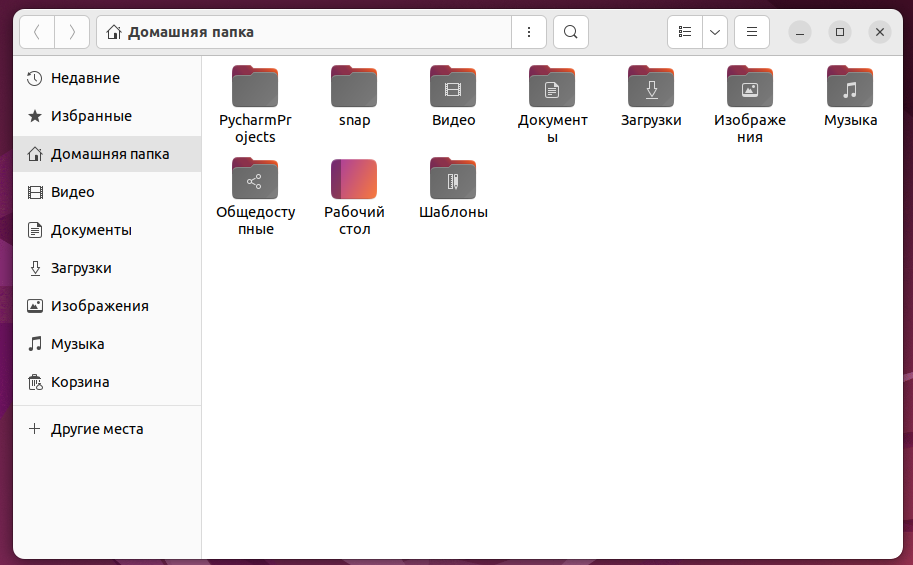 Домашняя папка
Недавние
Избранные
Домашняя папка
Видео
Документы
Загрузки
Изображения
Музыка
Корзина
Другие места
PycharmPr
ojects
snap
Видео
Документ
ы
Загрузки
Изображе
ния
Музыка
Общедосту
пные
Рабочий
стол
Шаблоны